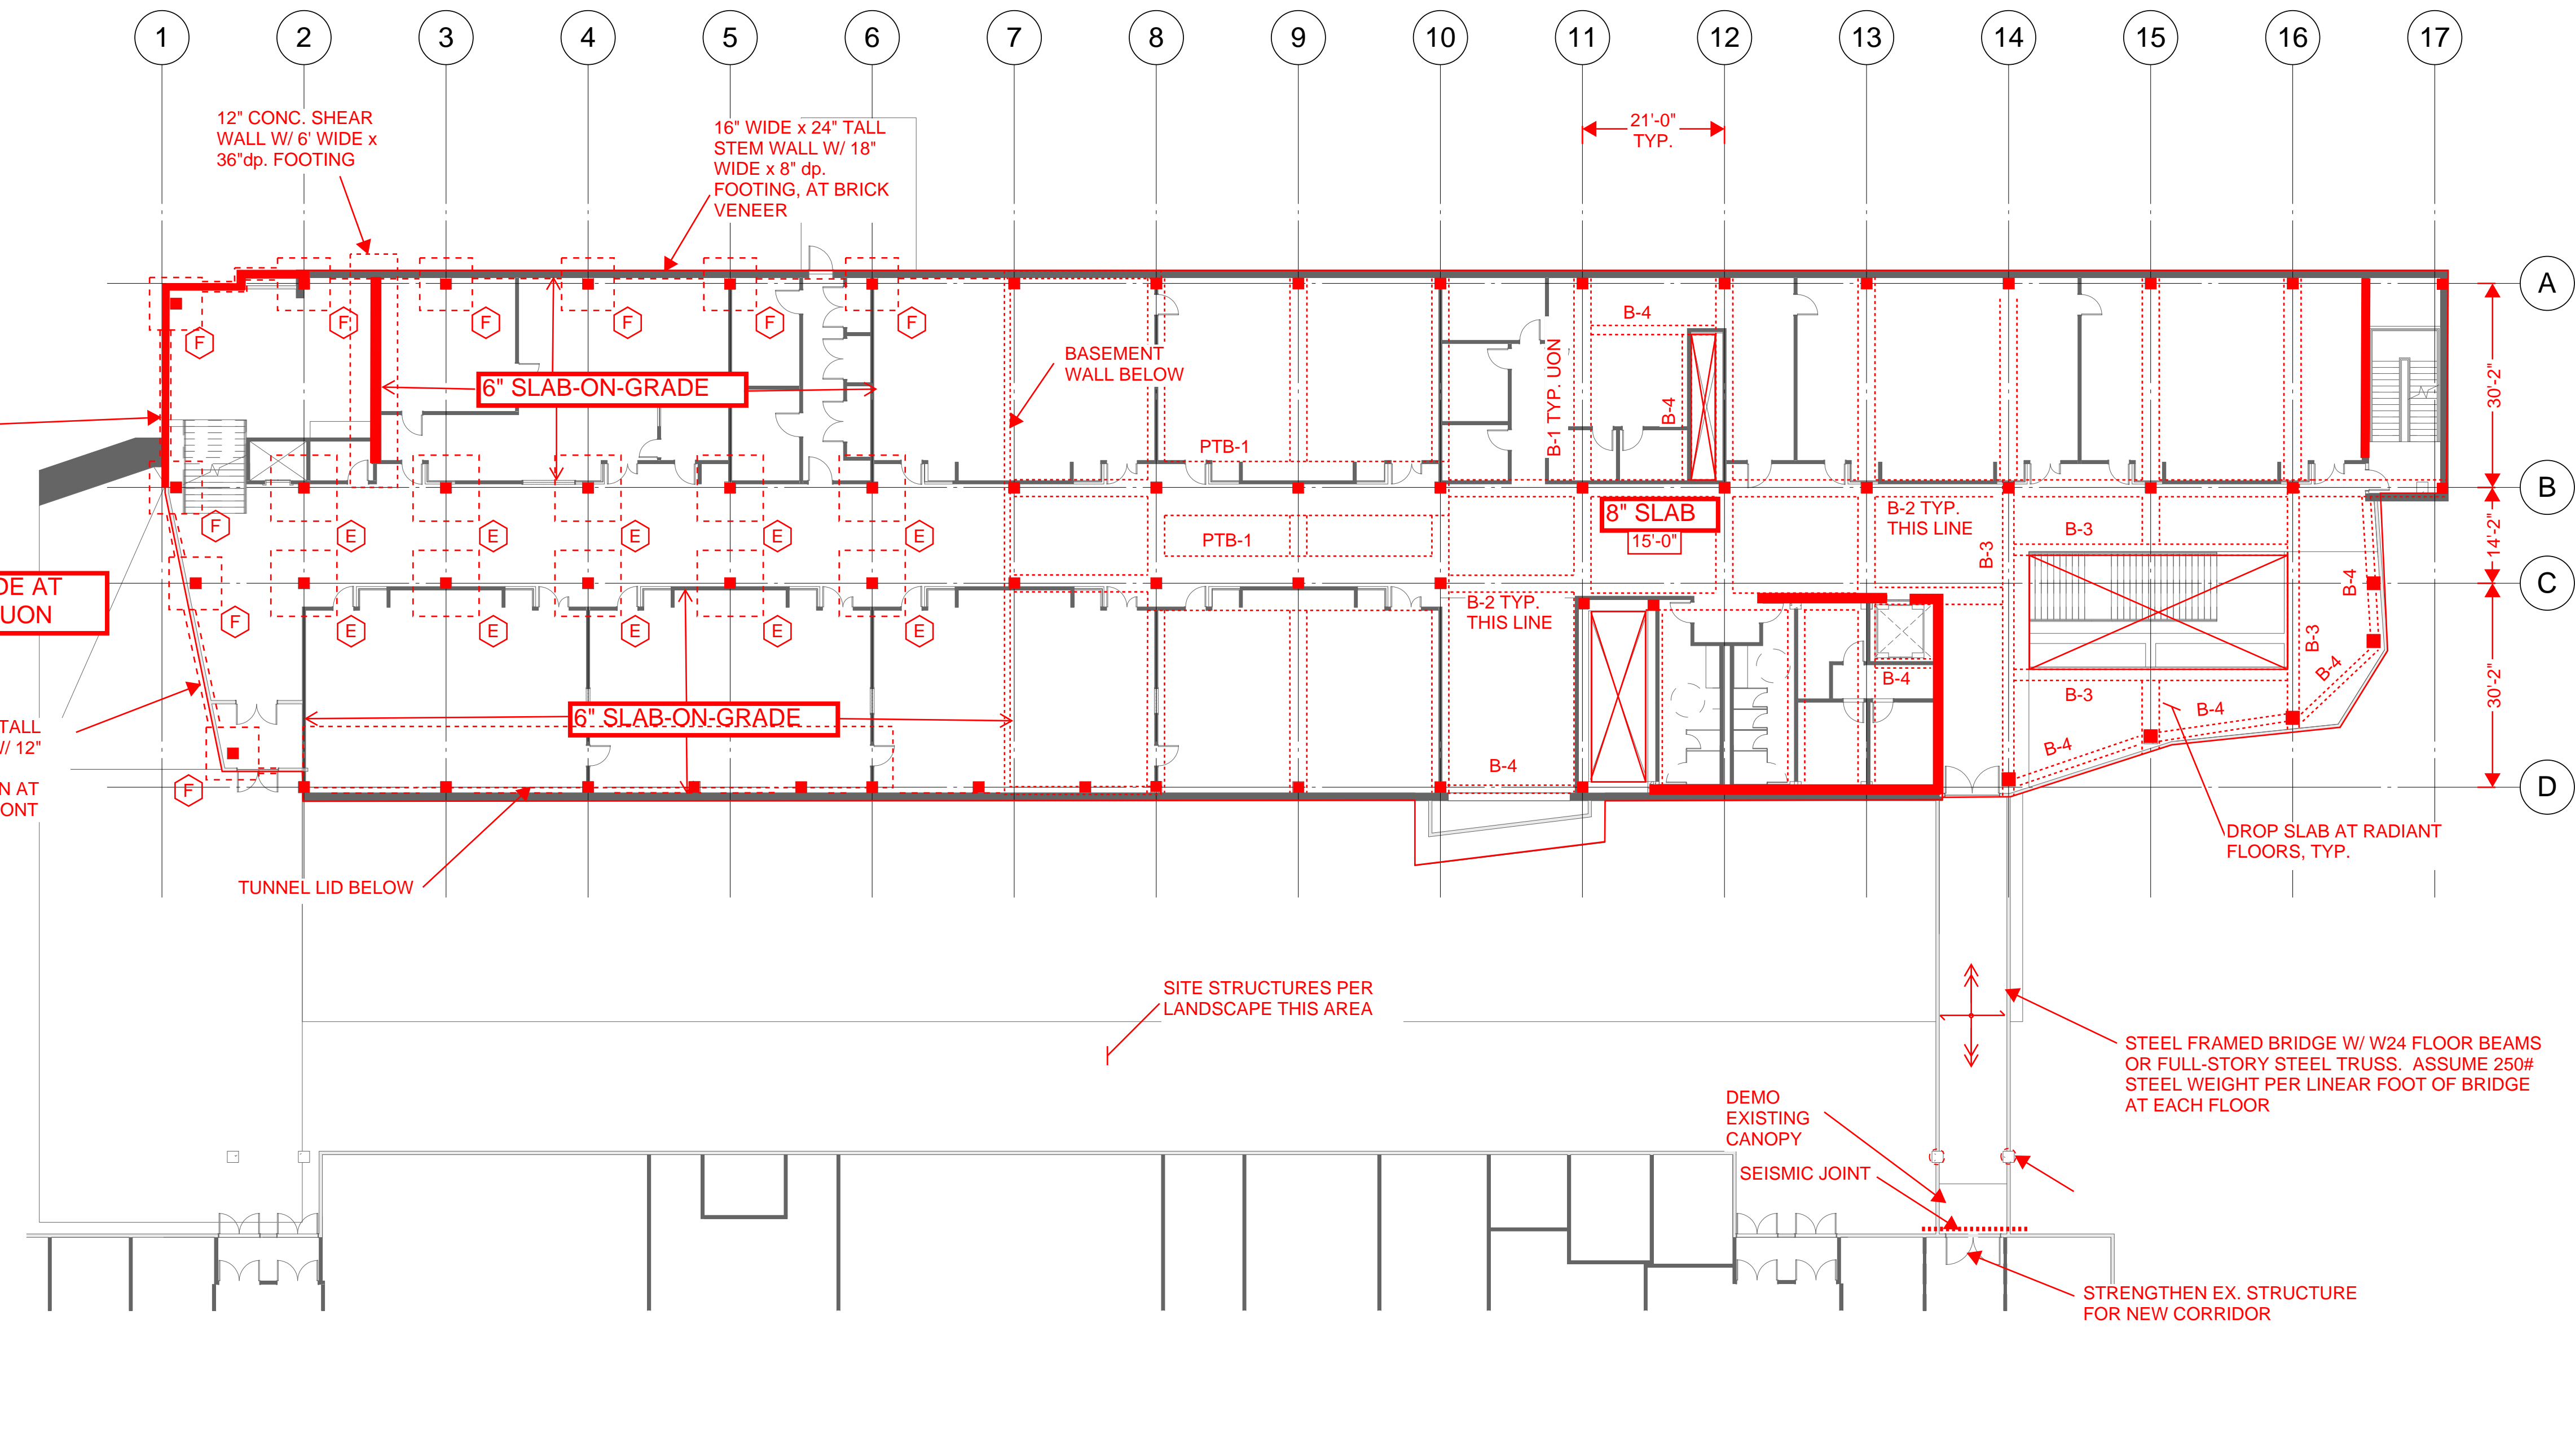 1 2 3 4 5 6 7 8 9 10 11 12 13 14 15 16 17
12" CONC. SHEAR
WALL W/ 6' WIDE x
36"dp. FOOTING
16" WIDE x 24" TALL
STEM WALL W/ 18"
WIDE x 8" dp.
FOOTING, AT BRICK
VENEER
21'-0"
TYP.
A
F F F F F
F
B-4
BASEMENT
WALL BELOW
6" SLAB-ON-GRADE
B-1 TYP. UON
B-4
30'-2"
PTB-1
B
F
E E E E E
PTB-1
8" SLAB
15'-0"
B-2 TYP.
THIS LINE
B-3
B-3
14'-2"
B-4
C
DE AT
UON
F
E E E E E
B-2 TYP.
THIS LINE
B-3
B-4
B-4
B-3
B-4
B-4
30'-2"
6" SLAB-ON-GRADE
TALL
W/ 12"
N AT
ONT
F
B-4
B-4
D
DROP SLAB AT RADIANT
FLOORS, TYP.
TUNNEL LID BELOW
SITE STRUCTURES PER
LANDSCAPE THIS AREA
STEEL FRAMED BRIDGE W/ W24 FLOOR BEAMS
OR FULL-STORY STEEL TRUSS. ASSUME 250#
STEEL WEIGHT PER LINEAR FOOT OF BRIDGE
AT EACH FLOOR
DEMO
EXISTING
CANOPY
SEISMIC JOINT
STRENGTHEN EX. STRUCTURE
FOR NEW CORRIDOR